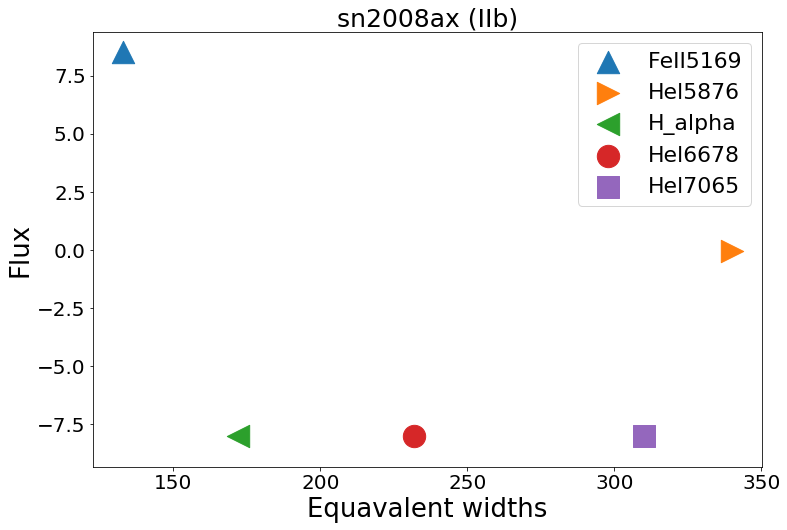 sn2008ax (IIb)
FeII5169
HeI5876
H_alpha
HeI6678
HeI7065
7.5
5.0
2.5
0.0
−2.5
−5.0
−7.5
Flux
150 200 250 300 350
Equavalent widths